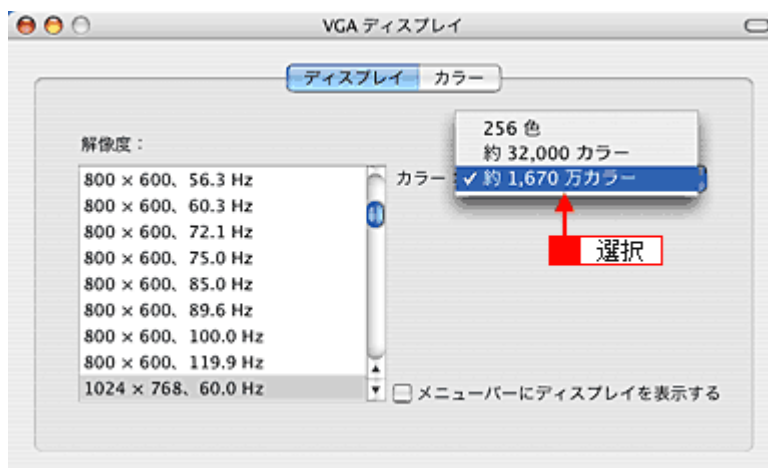 VGA ディスプレイ
ディスプレイ カラー
解像度：
800 × 600、56.3 Hz
800 × 600、60.3 Hz
800 × 600、72.1 Hz
800 × 600、75.0 Hz
800 × 600、85.0 Hz
800 × 600、89.6 Hz
800 × 600、100.0 Hz
800 × 600、119.9 Hz
1024 × 768、60.0 Hz
カラー：
256 色
約 32,000 カラー
✓約 1,670 万カラー
選択
メニューバーにディスプレイを表示する